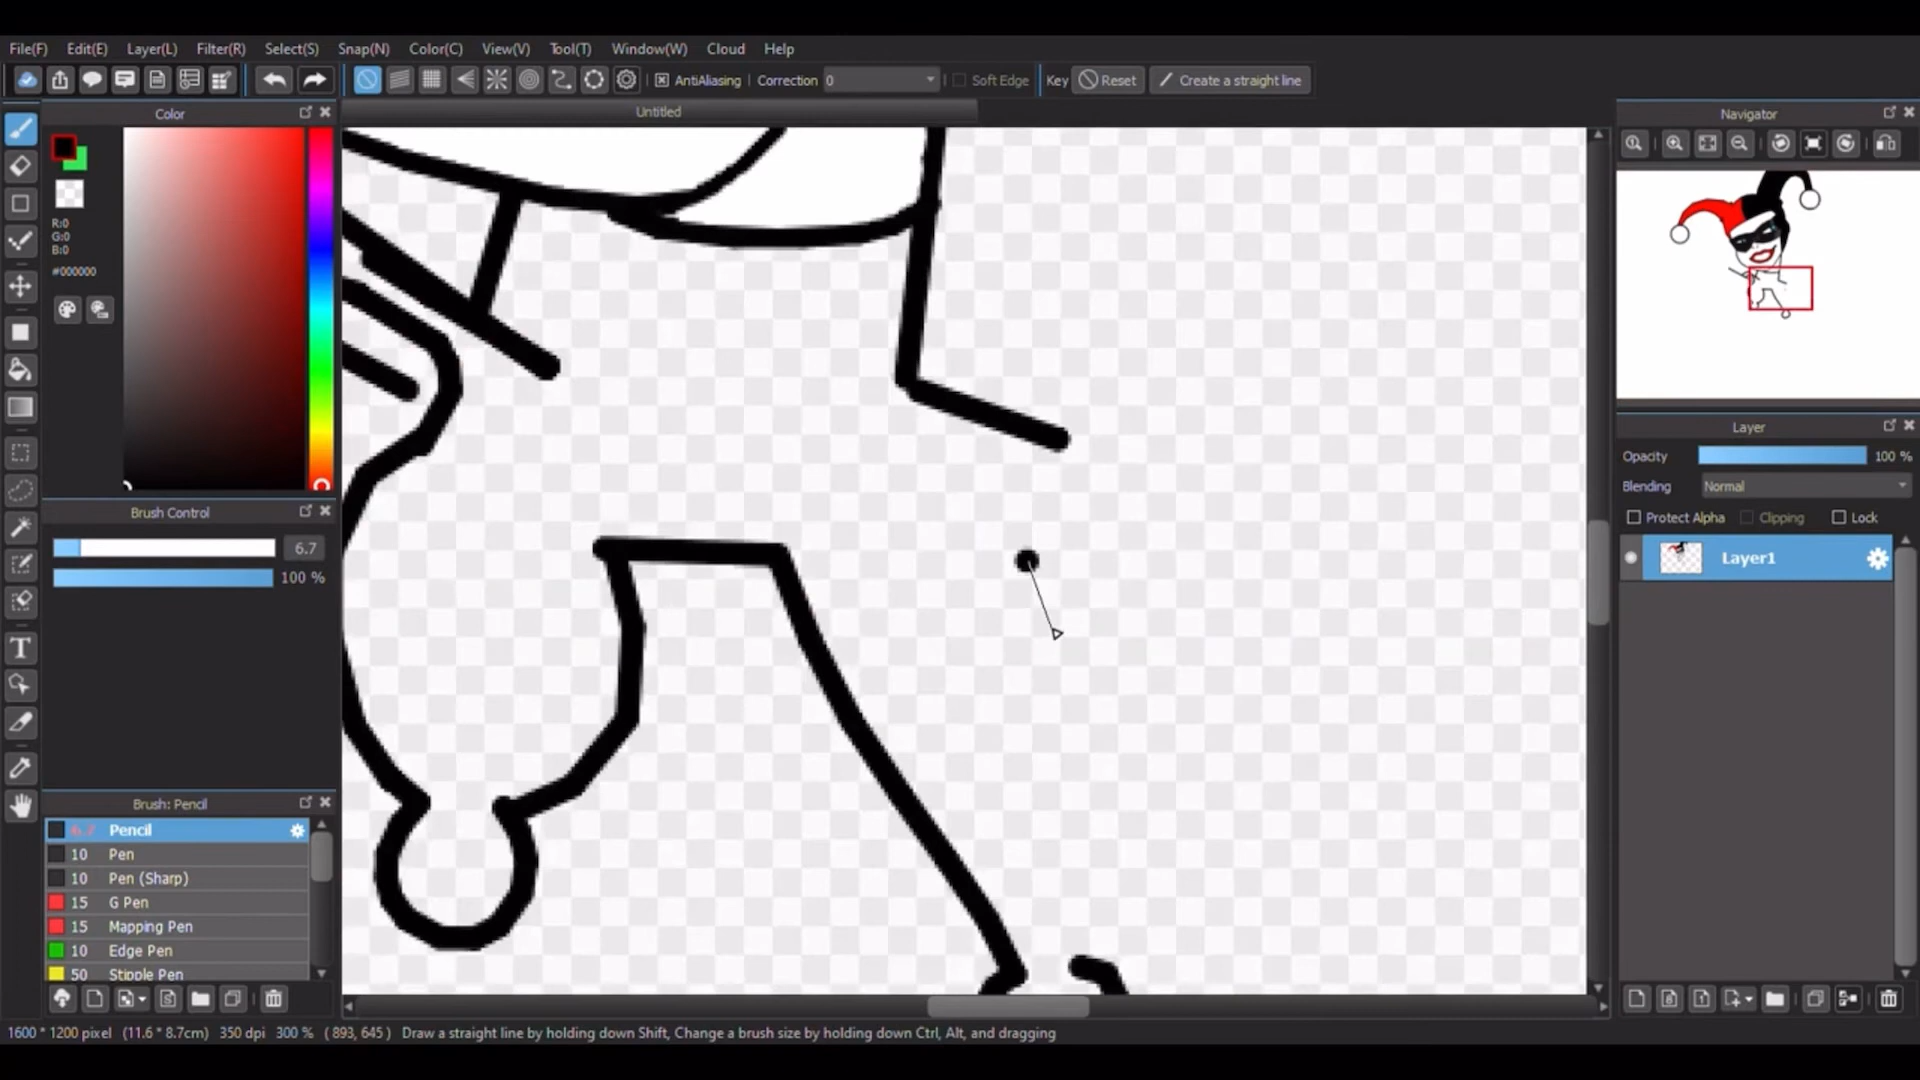 File(F) Edit(E) Layer(L) Filter(R) Select(S) Snap(N) Color(C) View(V) Tool(T) Window(W) Cloud Help
AntiAliasing Correction 0 Soft Edge Key Reset Create a straight line
Color
Untitled
Navigator
R:0
G:0
B:0
#000000
Layer
Opacity 100 %
Blending Normal
Protect Alpha Clipping Lock
Layer1
Brush Control
6.7
100 %
Brush: Pencil
6.7 Pencil
10 Pen
10 Pen (Sharp)
15 G Pen
15 Mapping Pen
10 Edge Pen
50 Stipple Pen
T
1600 * 1200 pixel (11.6 * 8.7cm) 350 dpi 300 % ( 893, 645 ) Draw a straight line by holding down Shift, Change a brush size by holding down Ctrl, Alt, and dragging